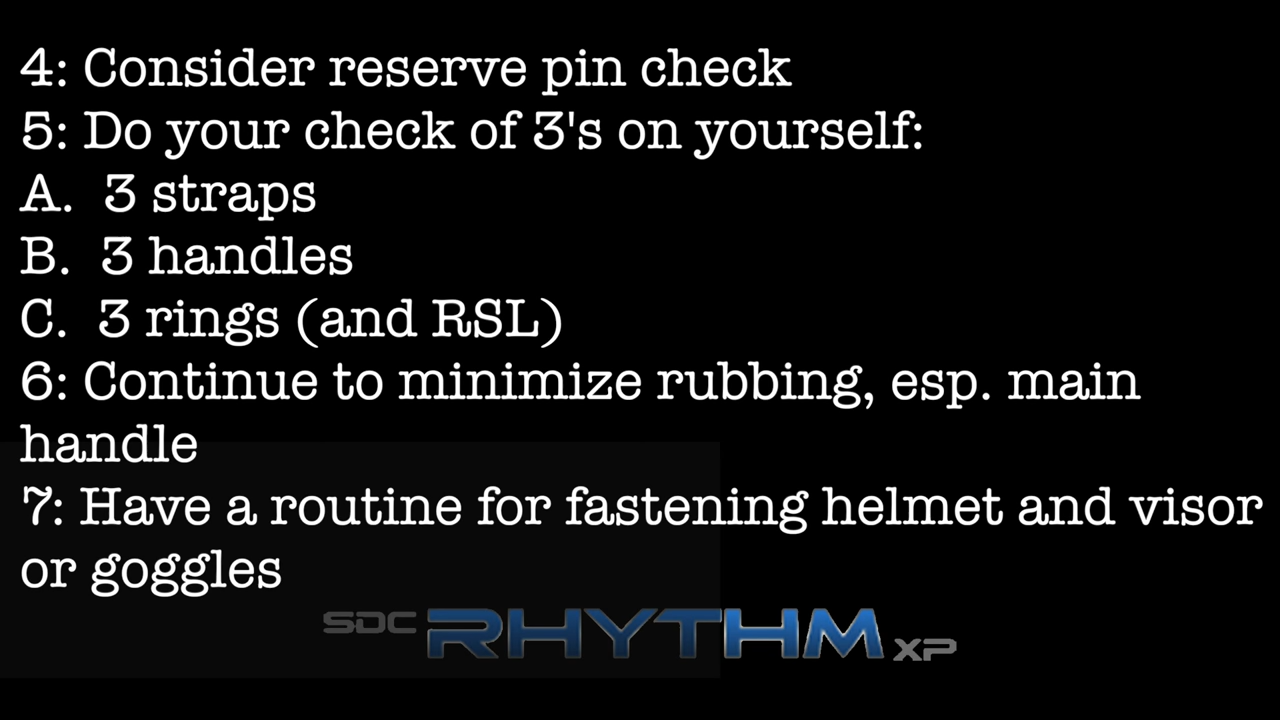 4: Consider reserve pin check
5: Do your check of 3's on yourself:
A. 3 straps
B. 3 handles
C. 3 rings (and RSL)
6: Continue to minimize rubbing, esp. main
handle
7: Have a routine for fastening helmet and visor
or goggles
SDC RHYTHM XP